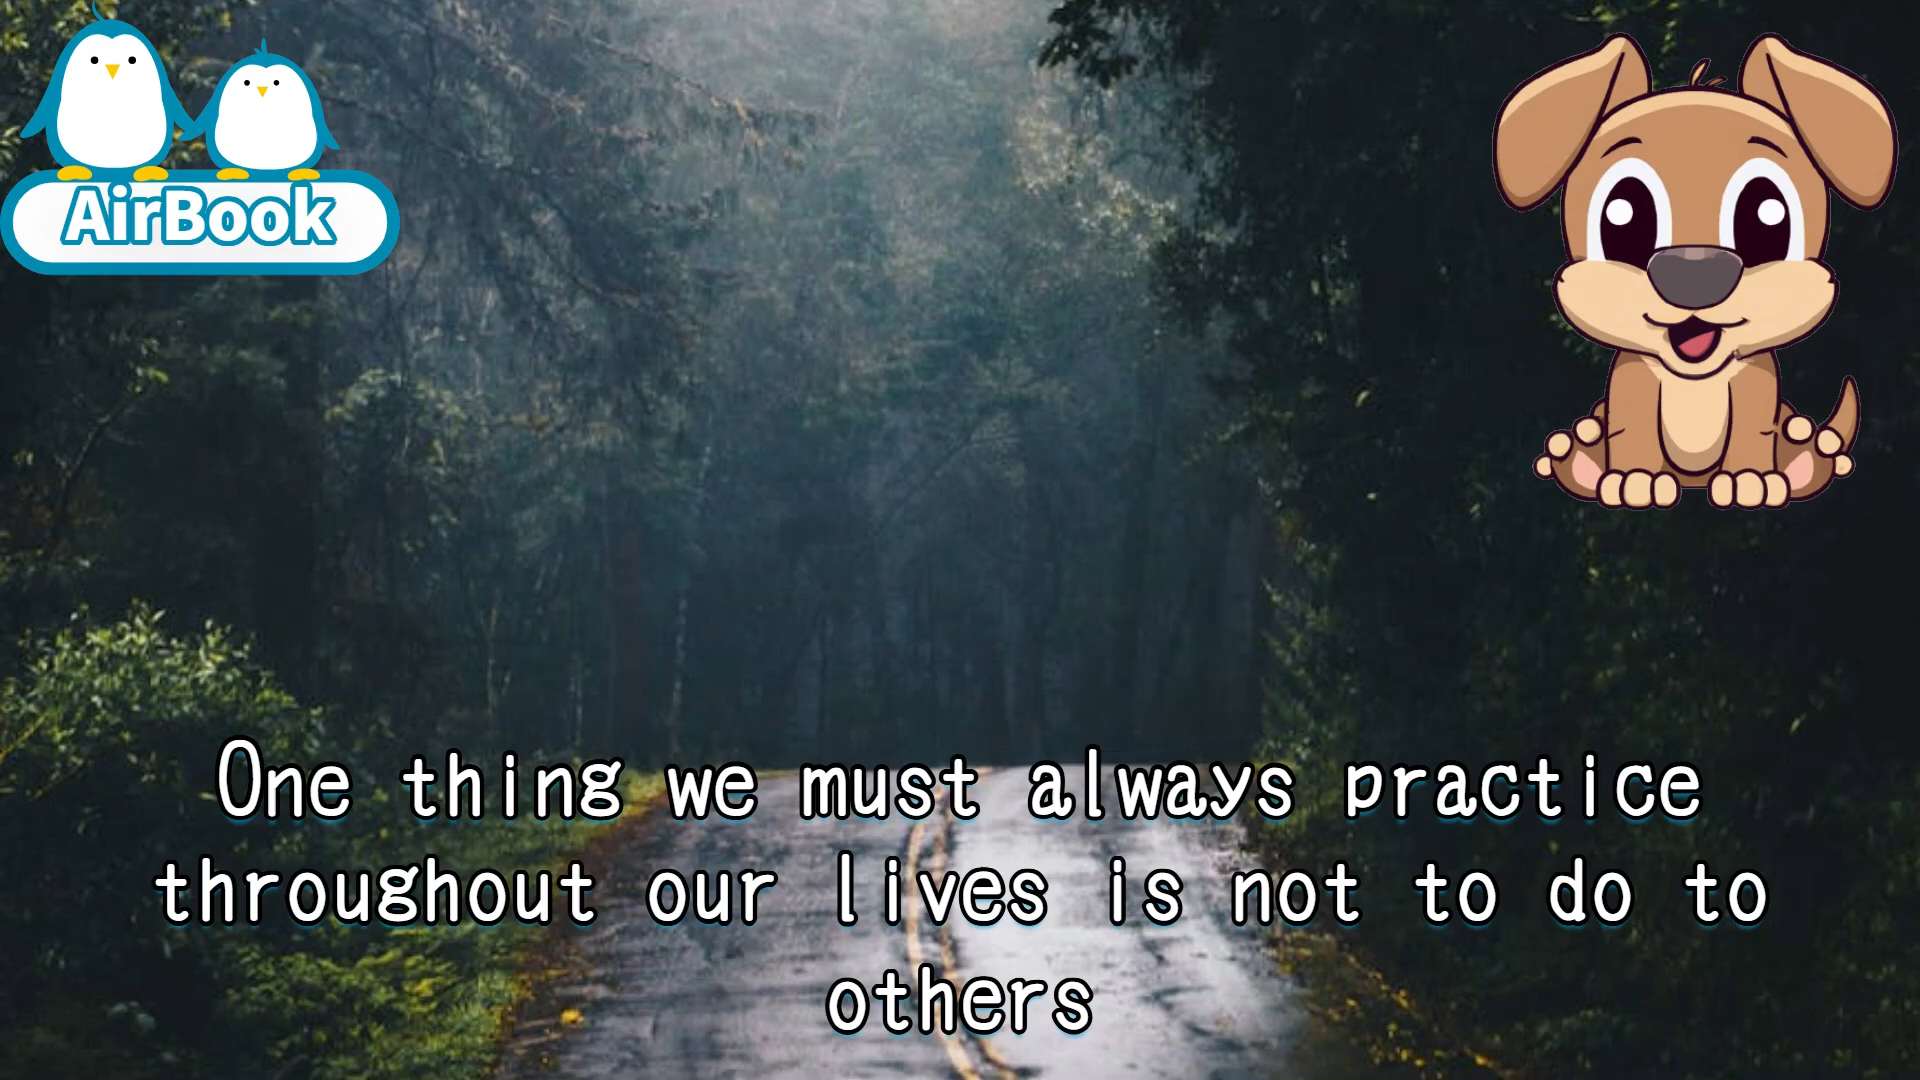 AirBook
One thing we must always practice
throughout our lives is not to do to
others